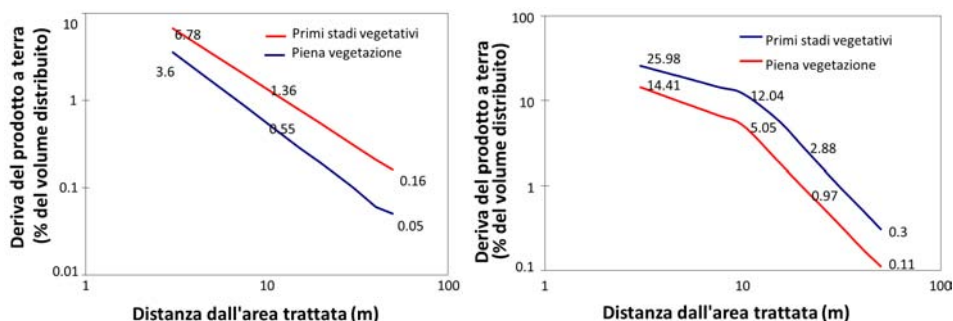 Deriva del prodotto a terra
(% del volume distribuito)
10
1
0.1
0.01
Primi stadi vegetativi
Piena vegetazione
6.78
3.6
1.36
0.55
0.16
0.05
1
10
100
Distanza dall'area trattata (m)
Deriva del prodotto a terra
(% del volume distribuito)
100
10
1
0.1
Primi stadi vegetativi
Piena vegetazione
25.98
14.41
12.04
5.05
2.88
0.97
0.3
0.11
1
10
100
Distanza dall'area trattata (m)